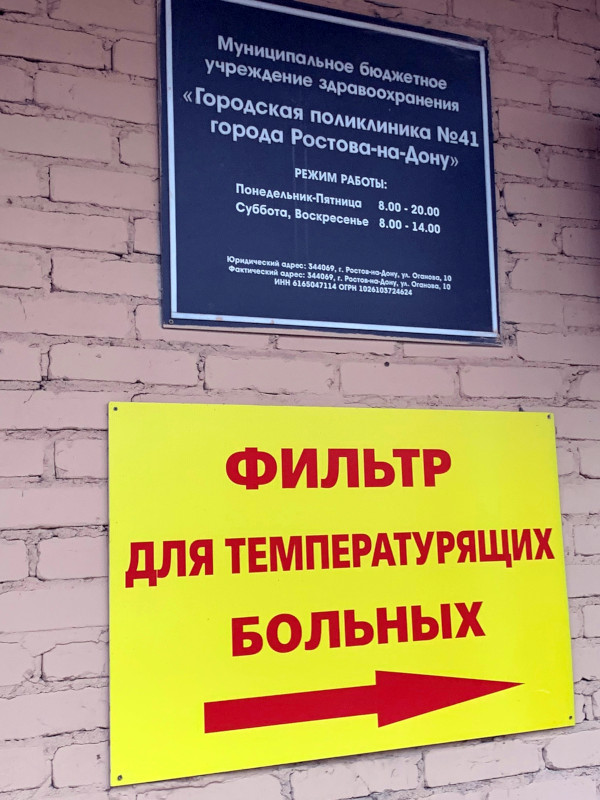 Муниципальное бюджетное
учреждение здравоохранения
«Городская поликлиника №41
города Ростова-на-Дону»
РЕЖИМ РАБОТЫ:
Понедельник-Пятница 8.00 - 20.00
Суббота, Воскресенье 8.00 - 14.00
Юридический адрес: 344069, г. Ростов-на-Дону, ул. Оганова, 10
Фактический адрес: 344069, г. Ростов-на-Дону, ул. Оганова, 10
ИНН 6165047114 ОГРН 1026103724624
ФИЛЬТР
ДЛЯ ТЕМПЕРАТУРЯЩИХ
БОЛЬНЫХ